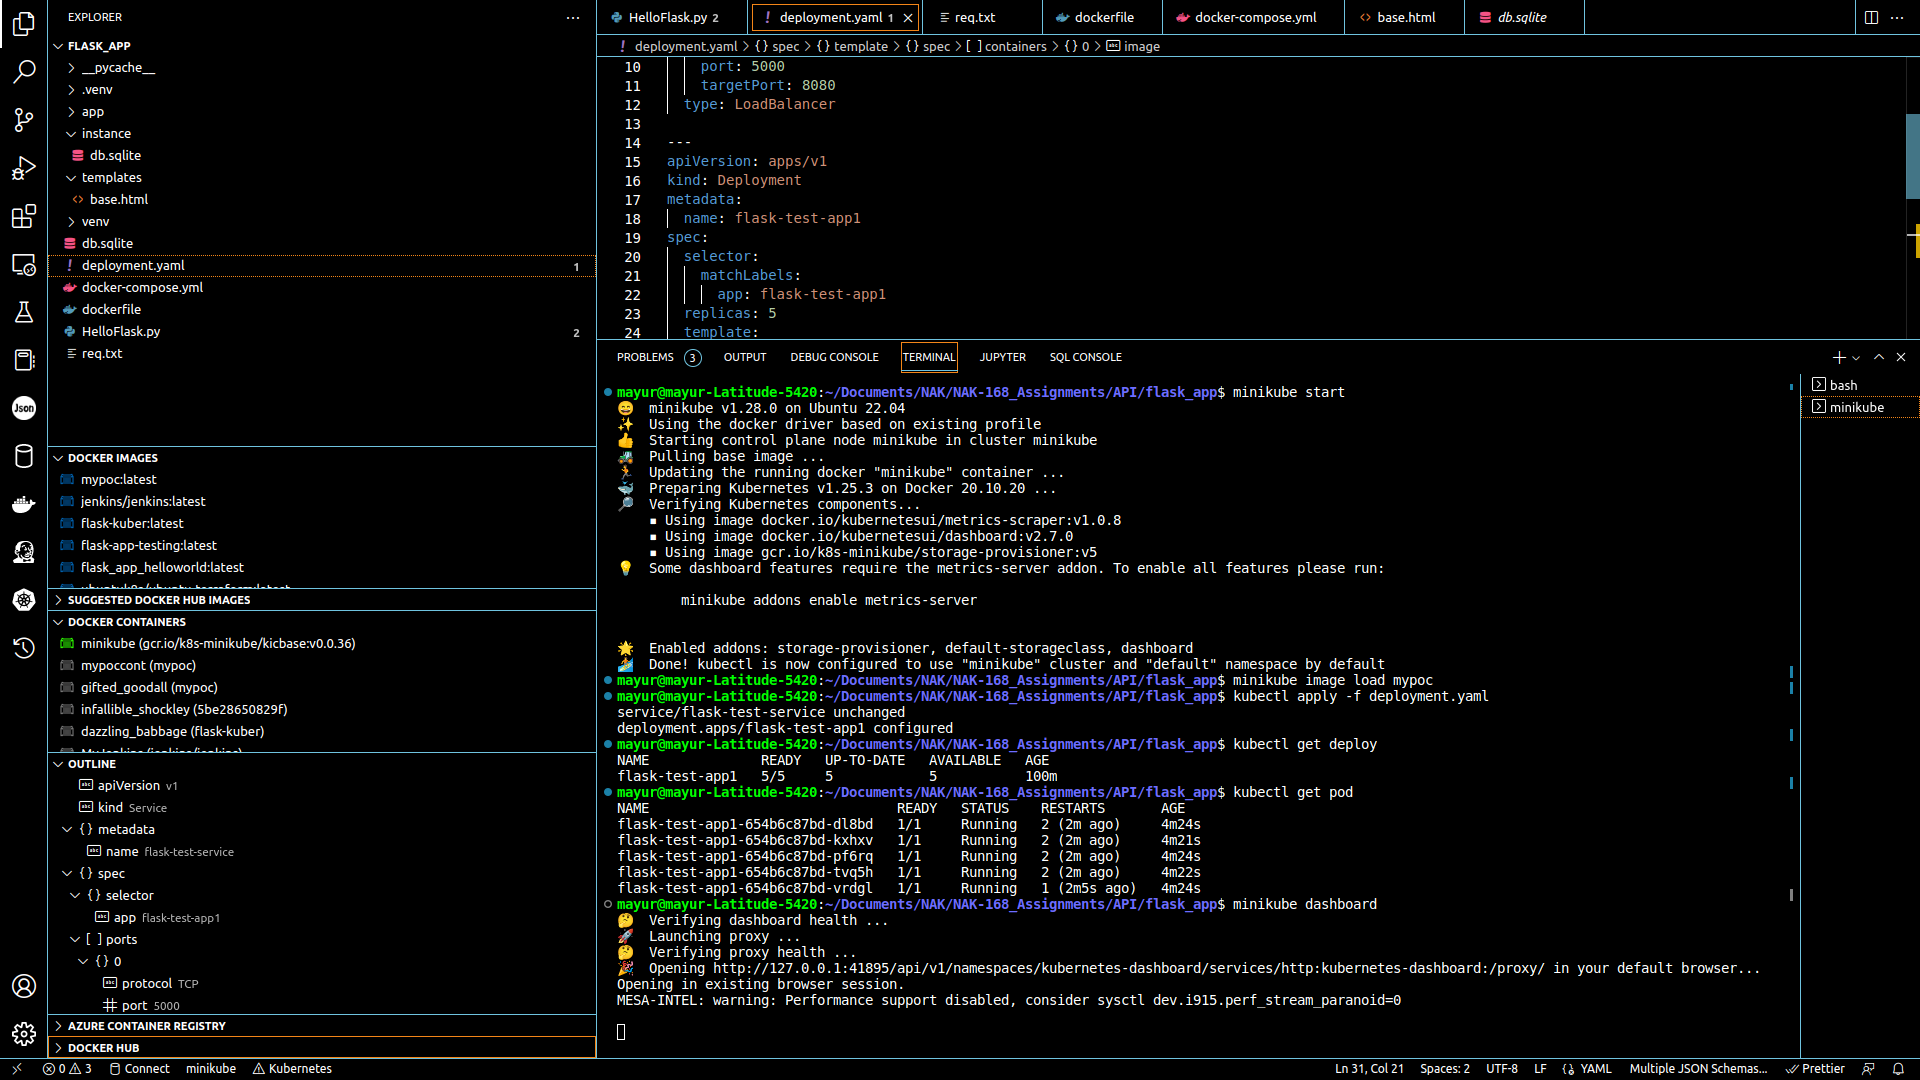 EXPLORER
FLASK_APP
__pycache__
.venv
app
instance
db.sqlite
templates
base.html
venv
db.sqlite
deployment.yaml 1
docker-compose.yml
dockerfile
HelloFlask.py 2
req.txt
DOCKER IMAGES
mypoc:latest
jenkins/jenkins:latest
flask-kuber:latest
flask-app-testing:latest
flask_app_helloworld:latest
SUGGESTED DOCKER HUB IMAGES
DOCKER CONTAINERS
minikube (gcr.io/k8s-minikube/kicbase:v0.0.36)
mypoccont (mypoc)
gifted_goodall (mypoc)
infallible_shockley (5be28650829f)
dazzling_babbage (flask-kuber)
OUTLINE
apiVersion v1
kind Service
{} metadata
name flask-test-service
{} spec
{} selector
app flask-test-app1
[ ] ports
{} 0
protocol TCP
port 5000
AZURE CONTAINER REGISTRY
DOCKER HUB
Json
HelloFlask.py 2
! deployment.yaml 1
req.txt
dockerfile
docker-compose.yml
base.html
db.sqlite
! deployment.yaml > {} spec > {} template > {} spec > [ ] containers > {} 0 > image
10 port: 5000
11 targetPort: 8080
12 type: LoadBalancer
13
14 ---
15 apiVersion: apps/v1
16 kind: Deployment
17 metadata:
18 name: flask-test-app1
19 spec:
20 selector:
21 matchLabels:
22 app: flask-test-app1
23 replicas: 5
24 template:
PROBLEMS 3 OUTPUT DEBUG CONSOLE TERMINAL JUPYTER SQL CONSOLE
bash
minikube
mayur@mayur-Latitude-5420:~/Documents/NAK/NAK-168_Assignments/API/flask_app$ minikube start
minikube v1.28.0 on Ubuntu 22.04
Using the docker driver based on existing profile
Starting control plane node minikube in cluster minikube
Pulling base image ...
Updating the running docker "minikube" container ...
Preparing Kubernetes v1.25.3 on Docker 20.10.20 ...
Verifying Kubernetes components...
▪ Using image docker.io/kubernetesui/metrics-scraper:v1.0.8
▪ Using image docker.io/kubernetesui/dashboard:v2.7.0
▪ Using image gcr.io/k8s-minikube/storage-provisioner:v5
Some dashboard features require the metrics-server addon. To enable all features please run:
minikube addons enable metrics-server
Enabled addons: storage-provisioner, default-storageclass, dashboard
Done! kubectl is now configured to use "minikube" cluster and "default" namespace by default
mayur@mayur-Latitude-5420:~/Documents/NAK/NAK-168_Assignments/API/flask_app$ minikube image load mypoc
mayur@mayur-Latitude-5420:~/Documents/NAK/NAK-168_Assignments/API/flask_app$ kubectl apply -f deployment.yaml
service/flask-test-service unchanged
deployment.apps/flask-test-app1 configured
mayur@mayur-Latitude-5420:~/Documents/NAK/NAK-168_Assignments/API/flask_app$ kubectl get deploy
NAME READY UP-TO-DATE AVAILABLE AGE
flask-test-app1 5/5 5 5 100m
mayur@mayur-Latitude-5420:~/Documents/NAK/NAK-168_Assignments/API/flask_app$ kubectl get pod
NAME READY STATUS RESTARTS AGE
flask-test-app1-654b6c87bd-dl8bd 1/1 Running 2 (2m ago) 4m24s
flask-test-app1-654b6c87bd-kxhxv 1/1 Running 2 (2m ago) 4m21s
flask-test-app1-654b6c87bd-pf6rq 1/1 Running 2 (2m ago) 4m24s
flask-test-app1-654b6c87bd-tvq5h 1/1 Running 2 (2m ago) 4m22s
flask-test-app1-654b6c87bd-vrdgl 1/1 Running 1 (2m5s ago) 4m24s
mayur@mayur-Latitude-5420:~/Documents/NAK/NAK-168_Assignments/API/flask_app$ minikube dashboard
Verifying dashboard health ...
Launching proxy ...
Verifying proxy health ...
Opening http://127.0.0.1:41895/api/v1/namespaces/kubernetes-dashboard/services/http:kubernetes-dashboard:/proxy/ in your default browser...
Opening in existing browser session.
MESA-INTEL: warning: Performance support disabled, consider sysctl dev.i915.perf_stream_paranoid=0
0 3 Connect minikube Kubernetes
Ln 31, Col 21 Spaces: 2 UTF-8 LF YAML Multiple JSON Schemas... Prettier